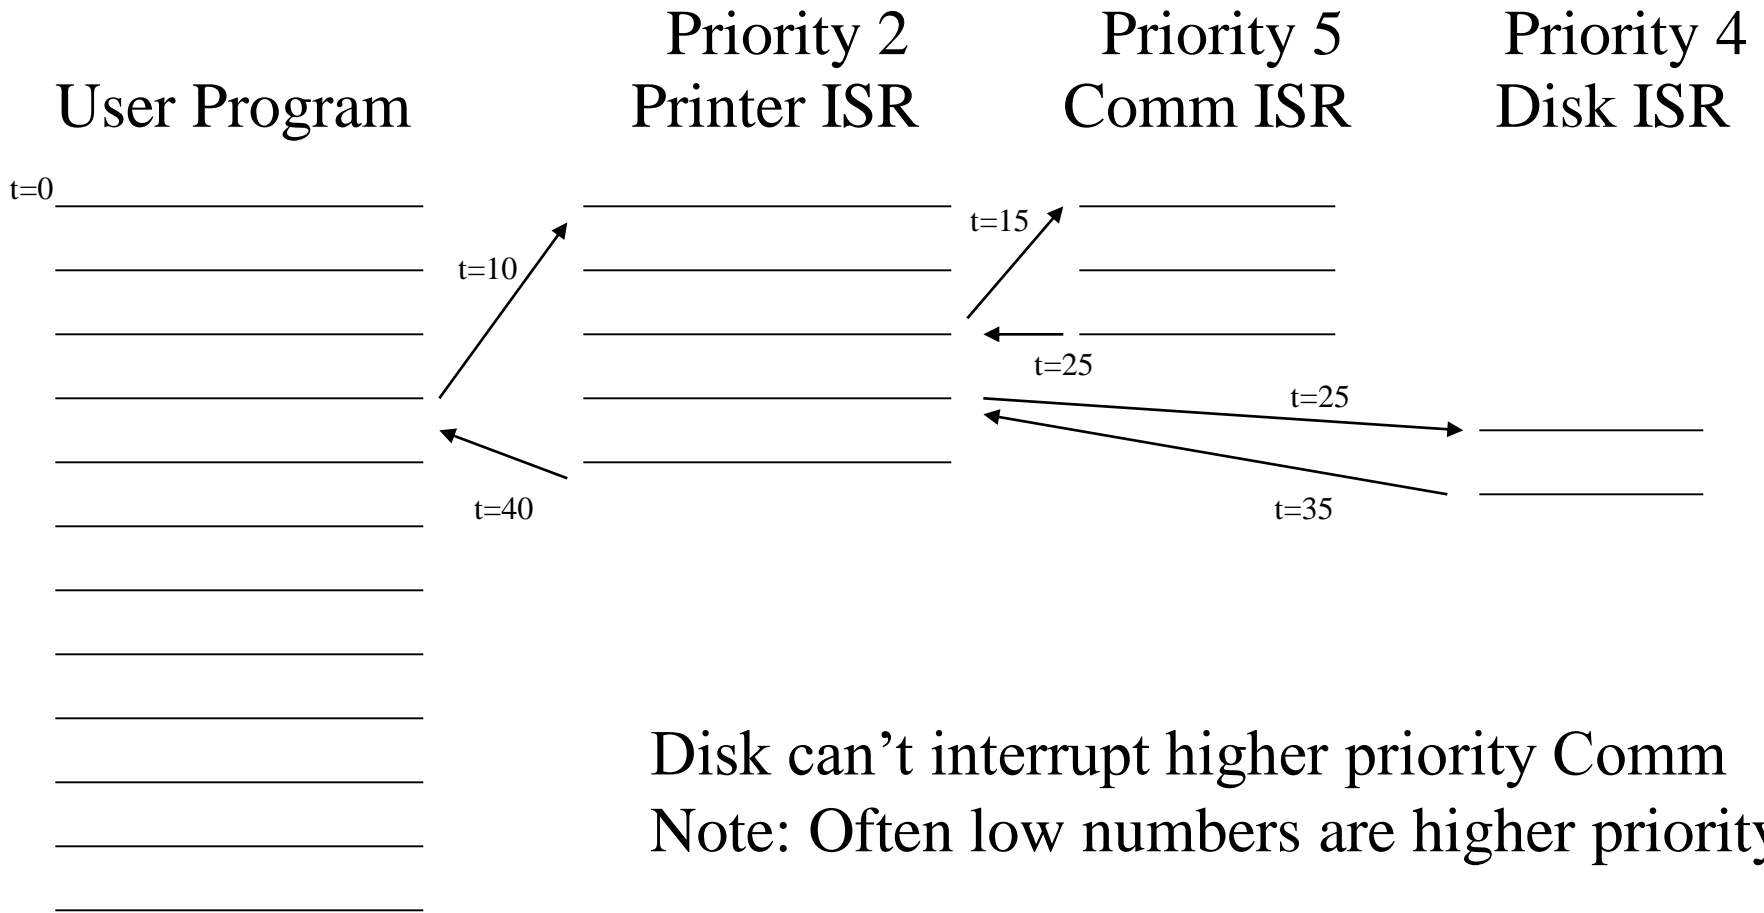 Priority 2 Priority 5 Priority 4
User Program Printer ISR Comm ISR Disk ISR
t=0
t=15
t=10
t=25
t=25
t=40
t=35
Disk can’t interrupt higher priority Comm
Note: Often low numbers are higher priority